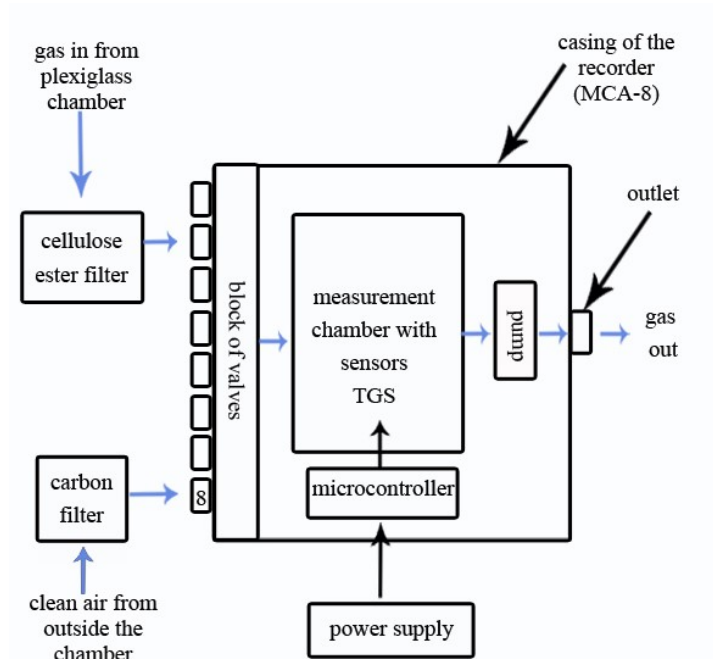 gas in from
plexiglass
chamber
casing of the
recorder
(MCA-8)
outlet
cellulose
ester filter
block of valves
measurement
chamber with
sensors
TGS
pump
gas
out
carbon
filter
8
microcontroller
clean air from
outside the
chamber
power supply